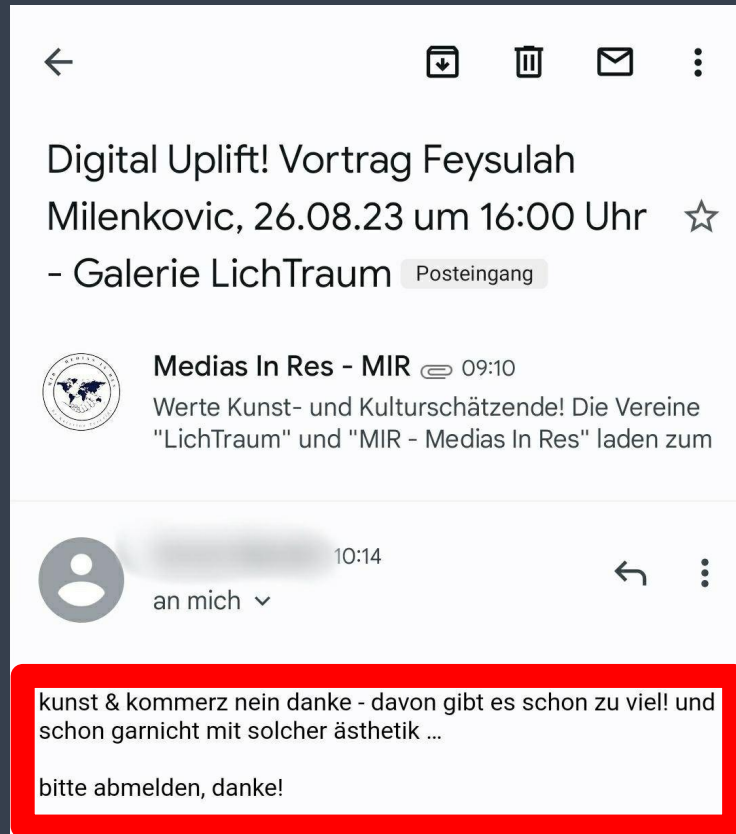 Digital Uplift! Vortrag Feysulah
Milenkovic, 26.08.23 um 16:00 Uhr
- Galerie LichTraum Posteingang
Medias In Res - MIR 09:10
Werte Kunst- und Kulturschätzende! Die Vereine
"LichTraum" und "MIR - Medias In Res" laden zum
10:14
an mich
kunst & kommerz nein danke - davon gibt es schon zu viel! und
schon garnicht mit solcher ästhetik ...
bitte abmelden, danke!